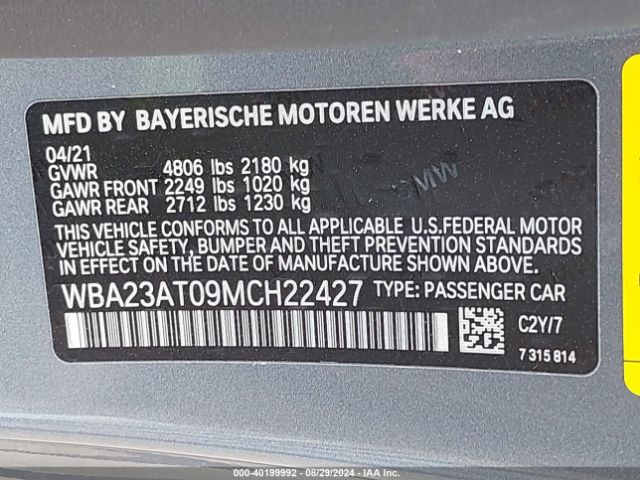 MFD BY BAYERISCHE MOTOREN WERKE AG
04/21
GVWR 4806 lbs 2180 kg
GAWR FRONT 2249 lbs 1020 kg
GAWR REAR 2712 lbs 1230 kg
BMW
THIS VEHICLE CONFORMS TO ALL APPLICABLE U.S.FEDERAL MOTOR
VEHICLE SAFETY, BUMPER AND THEFT PREVENTION STANDARDS
IN EFFECT ON THE DATE OF MANUFACTURE SHOWN ABOVE.
WBA23AT09MCH22427 TYPE: PASSENGER CAR
C2Y/7
7315814
000-40199992 — 08/29/2024 — IAA Inc.